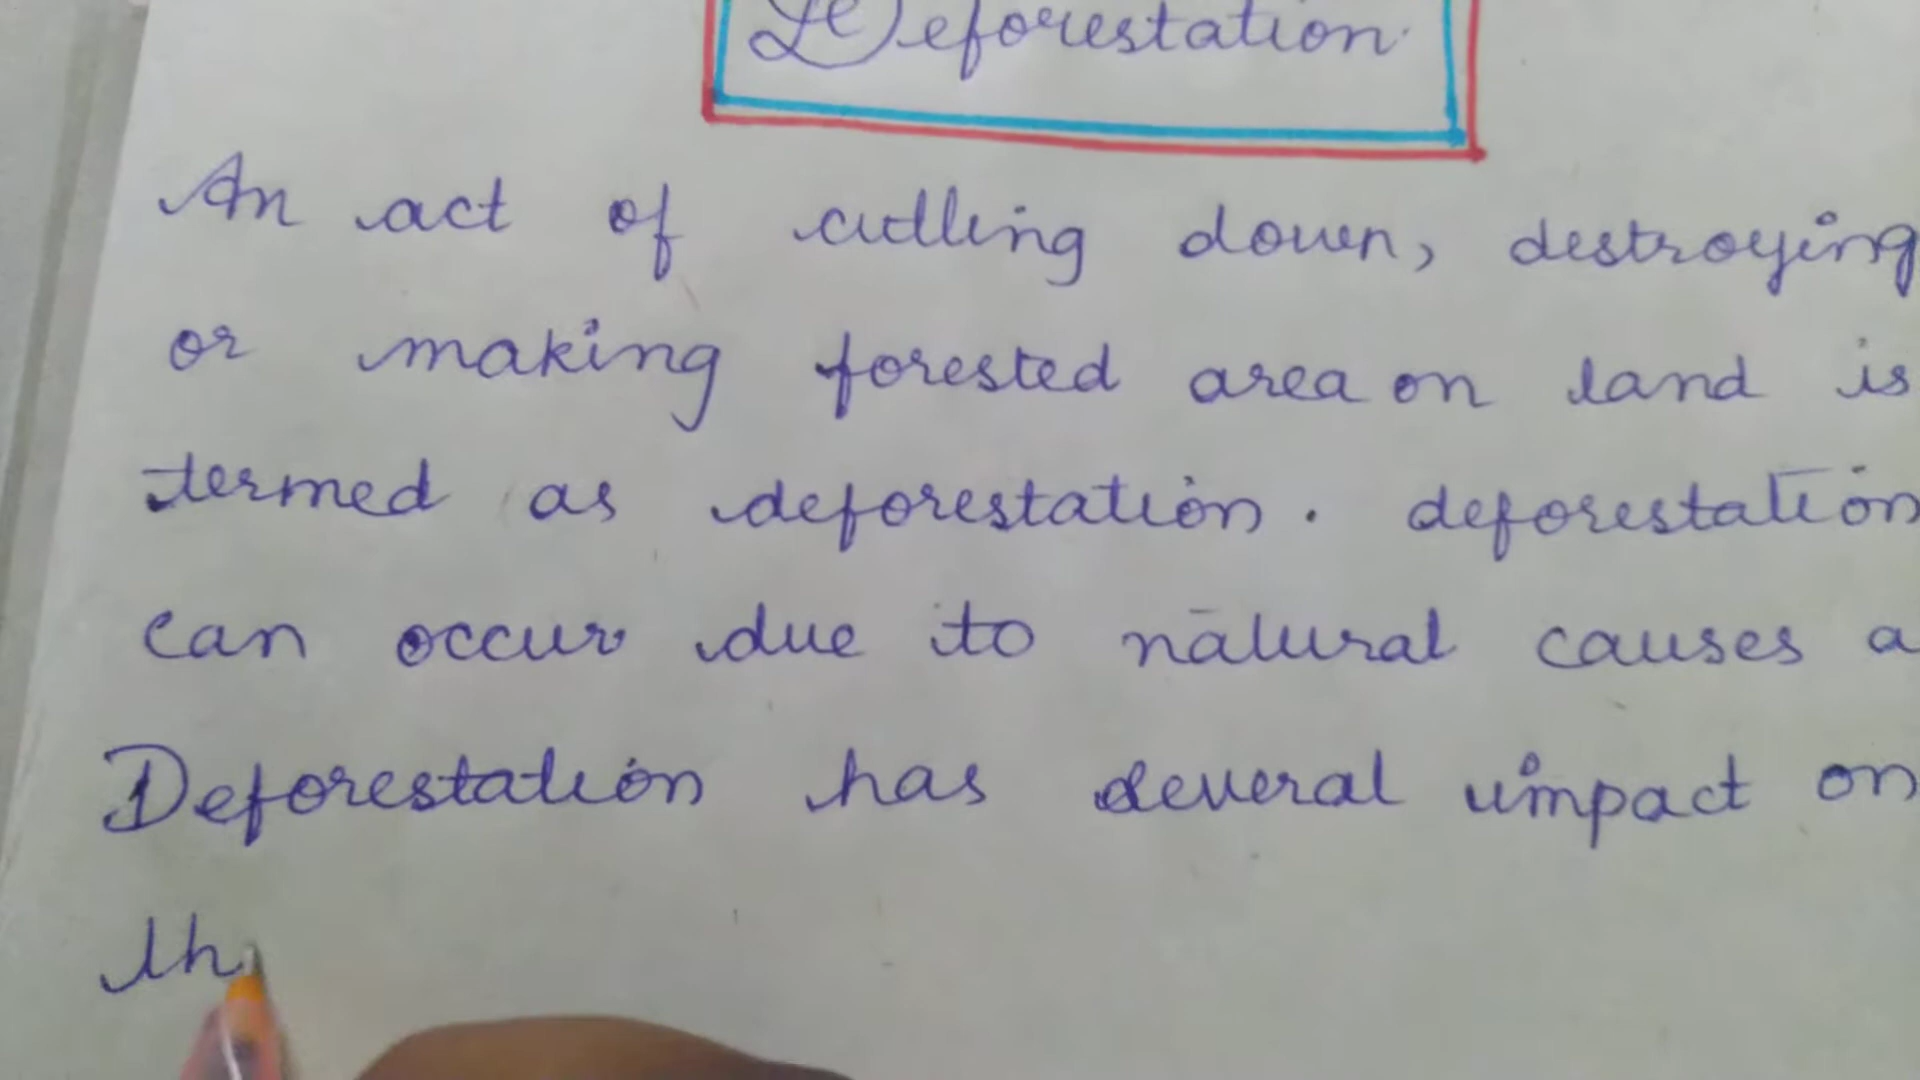 Deforestation
An act of cutting down, destroying
or making forested area on land is
termed as deforestation. deforestation
can occur due to natural causes a
Deforestation has several impact on
th